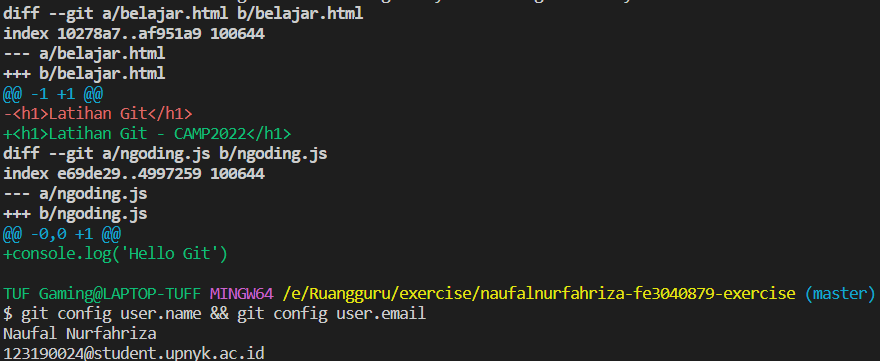 diff --git a/belajar.html b/belajar.html
index 10278a7..af951a9 100644
--- a/belajar.html
+++ b/belajar.html
@@ -1 +1 @@
-<h1>Latihan Git</h1>
+<h1>Latihan Git - CAMP2022</h1>
diff --git a/ngoding.js b/ngoding.js
index e69de29..4997259 100644
--- a/ngoding.js
+++ b/ngoding.js
@@ -0,0 +1 @@
+console.log('Hello Git')
TUF Gaming@LAPTOP-TUFF MINGW64 /e/Ruangguru/exercise/naufalnurfahriza-fe3040879-exercise (master)
$ git config user.name && git config user.email
Naufal Nurfahriza
123190024@student.upnyk.ac.id